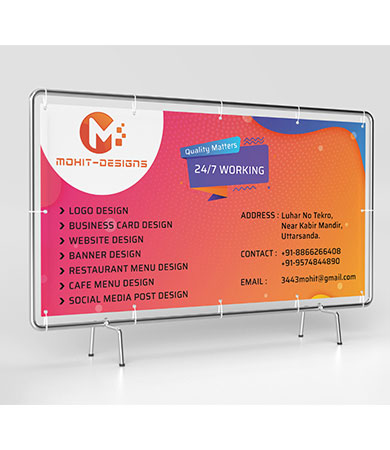 MOHIT-DESIGNS
Quality Matters
24/7 WORKING
LOGO DESIGN
BUSINESS CARD DESIGN
WEBSITE DESIGN
BANNER DESIGN
RESTAURANT MENU DESIGN
CAFE MENU DESIGN
SOCIAL MEDIA POST DESIGN
ADDRESS : Luhar No Tekro,
Near Kabir Mandir,
Uttarsanda.
CONTACT : +91-8866266408
+91-9574844890
EMAIL : 3443mohit@gmail.com